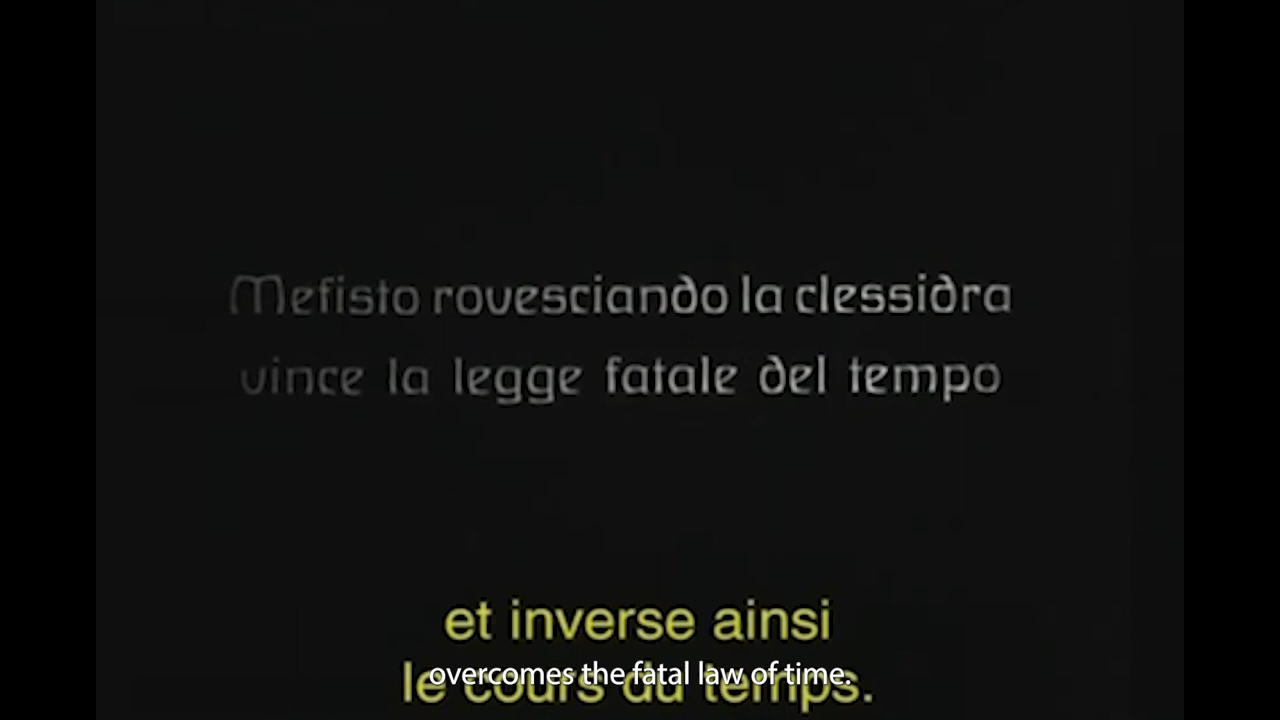 Mefisto rovesciando la clessidra
vince la legge fatale del tempo
et inverse ainsi
le cours du temps.
overcomes the fatal law of time.